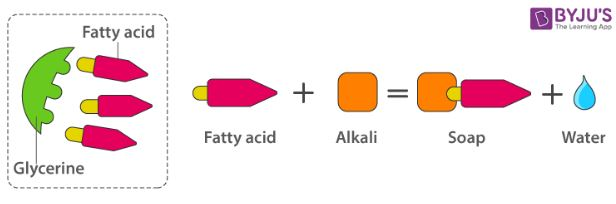 BYJU'S
The Learning App
Fatty acid
Glycerine
+
=
+
Fatty acid
Alkali
Soap
Water